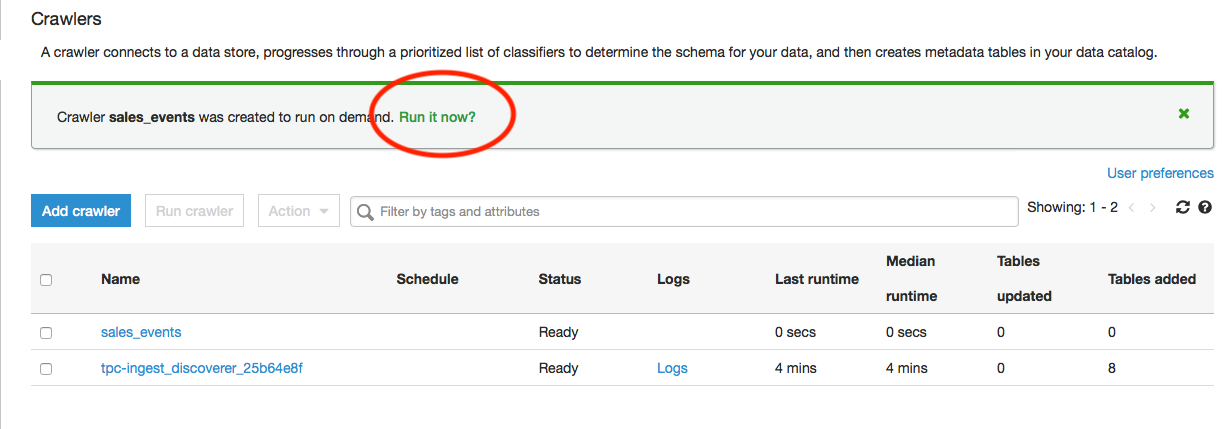 Crawlers
A crawler connects to a data store, progresses through a prioritized list of classifiers to determine the schema for your data, and then creates metadata tables in your data catalog.
Crawler sales_events was created to run on demand. Run it now?
User preferences
Add crawler Run crawler Action Filter by tags and attributes Showing: 1 - 2
Name Schedule Status Logs Last runtime Median runtime Tables updated Tables added
sales_events Ready 0 secs 0 secs 0 0
tpc-ingest_discoverer_25b64e8f Ready Logs 4 mins 4 mins 0 8